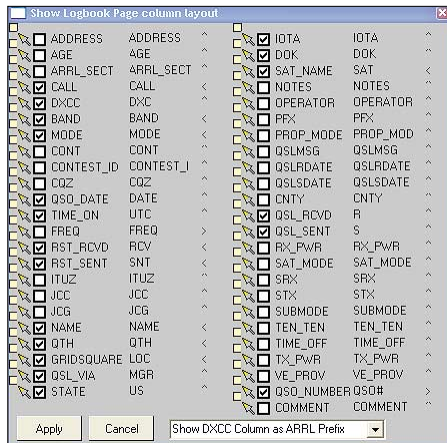 Show Logbook Page column layout
ADDRESS ADDRESS ^
AGE AGE ^
ARRL_SECT ARRL_SECT ^
CALL CALL <
DXCC DXC <
BAND BAND <
MODE MODE <
CONT CONT ^
CONTEST_ID CONTEST_I ^
CQZ CQZ ^
QSO_DATE DATE ^
TIME_ON UTC ^
FREQ FREQ >
RST_RCVD RCV <
RST_SENT SNT <
ITUZ ITUZ ^
JCC JCC ^
JCG JCG ^
NAME NAME <
QTH QTH <
GRIDSQUARE LOC <
QSL_VIA MGR ^
STATE US ^
IOTA IOTA ^
DOK DOK ^
SAT_NAME SAT <
NOTES NOTES ^
OPERATOR OPERATOR ^
PFX PFX ^
PROP_MODE PROP_MOD ^
QSLMSG QSLMSG ^
QSLRDATE QSLRDATE ^
QSLSDATE QSLSDATE ^
CNTY CNTY ^
QSL_RCVD R ^
QSL_SENT S ^
RX_PWR RX_PWR ^
SAT_MODE SAT_MODE ^
SRX SRX ^
STX STX ^
SUBMODE SUBMODE ^
TEN_TEN TEN_TEN ^
TIME_OFF TIME_OFF ^
TX_PWR TX_PWR ^
VE_PROV VE_PROV ^
QSO_NUMBER QSO# >
COMMENT COMMENT ^
Apply Cancel Show DXCC Column as ARRL Prefix